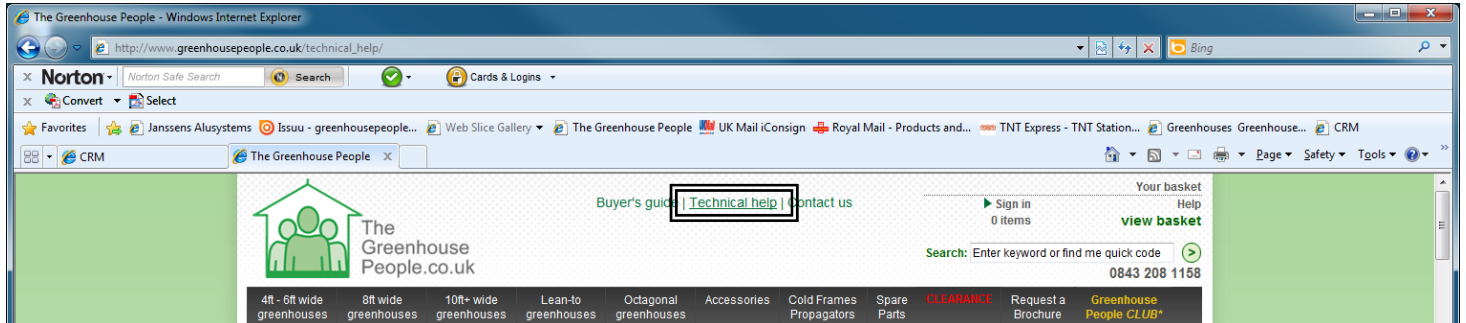 The Greenhouse People - Windows Internet Explorer
http://www.greenhousepeople.co.uk/technical_help/
Bing
x Norton Norton Safe Search Search Cards & Logins
x Convert Select
Favorites Janssens Alusystems Issuu - greenhousepeople... Web Slice Gallery The Greenhouse People UK Mail iConsign Royal Mail - Products and... TNT Express - TNT Station... Greenhouses Greenhouse... CRM
CRM The Greenhouse People x Page Safety Tools »
Your basket
Buyer's guide | Technical help | Contact us
Sign in Help
0 items view basket
The
Greenhouse
People.co.uk
Search: Enter keyword or find me quick code >
0843 208 1158
4ft - 6ft wide greenhouses
8ft wide greenhouses
10ft+ wide greenhouses
Lean-to greenhouses
Octagonal greenhouses
Accessories
Cold Frames Propagators
Spare Parts
CLEARANCE
Request a Brochure
Greenhouse People CLUB*